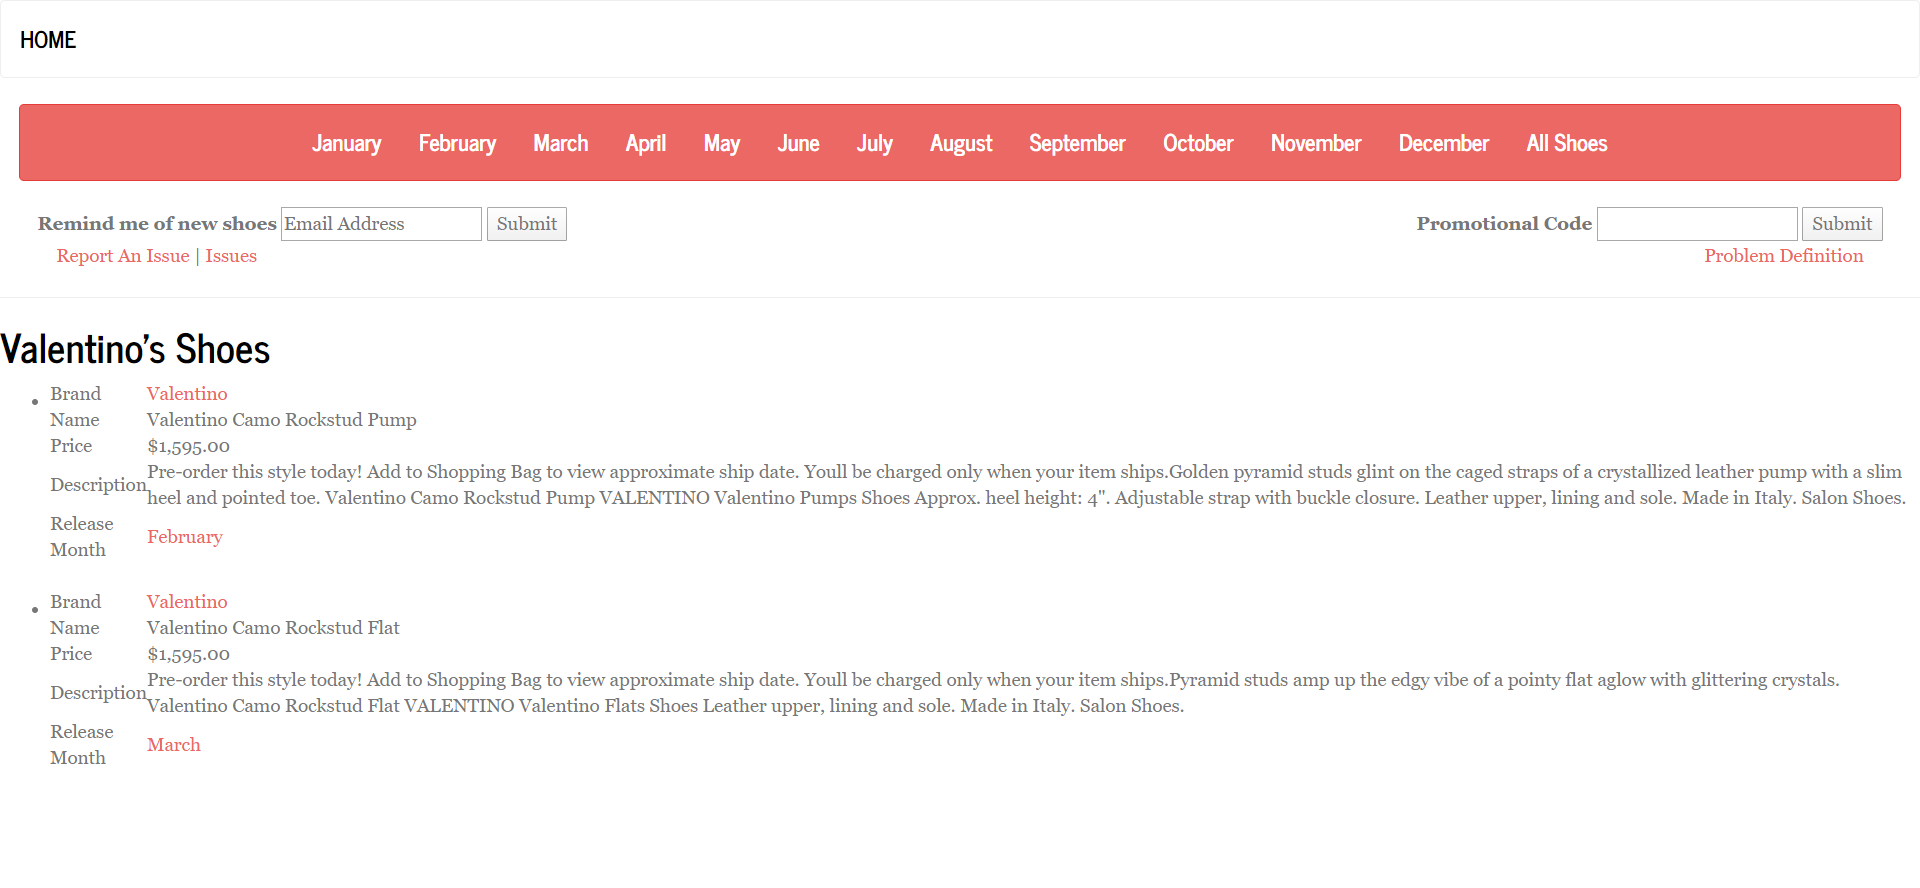 HOME
January February March April May June July August September October November December All Shoes
Remind me of new shoes Email Address Submit Promotional Code Submit
Report An Issue | Issues Problem Definition
Valentino's Shoes
Brand Valentino
Name Valentino Camo Rockstud Pump
Price $1,595.00
Description Pre-order this style today! Add to Shopping Bag to view approximate ship date. Youll be charged only when your item ships.Golden pyramid studs glint on the caged straps of a crystallized leather pump with a slim
heel and pointed toe. Valentino Camo Rockstud Pump VALENTINO Valentino Pumps Shoes Approx. heel height: 4". Adjustable strap with buckle closure. Leather upper, lining and sole. Made in Italy. Salon Shoes.
Release
Month February
Brand Valentino
Name Valentino Camo Rockstud Flat
Price $1,595.00
Description Pre-order this style today! Add to Shopping Bag to view approximate ship date. Youll be charged only when your item ships.Pyramid studs amp up the edgy vibe of a pointy flat aglow with glittering crystals.
Valentino Camo Rockstud Flat VALENTINO Valentino Flats Shoes Leather upper, lining and sole. Made in Italy. Salon Shoes.
Release
Month March